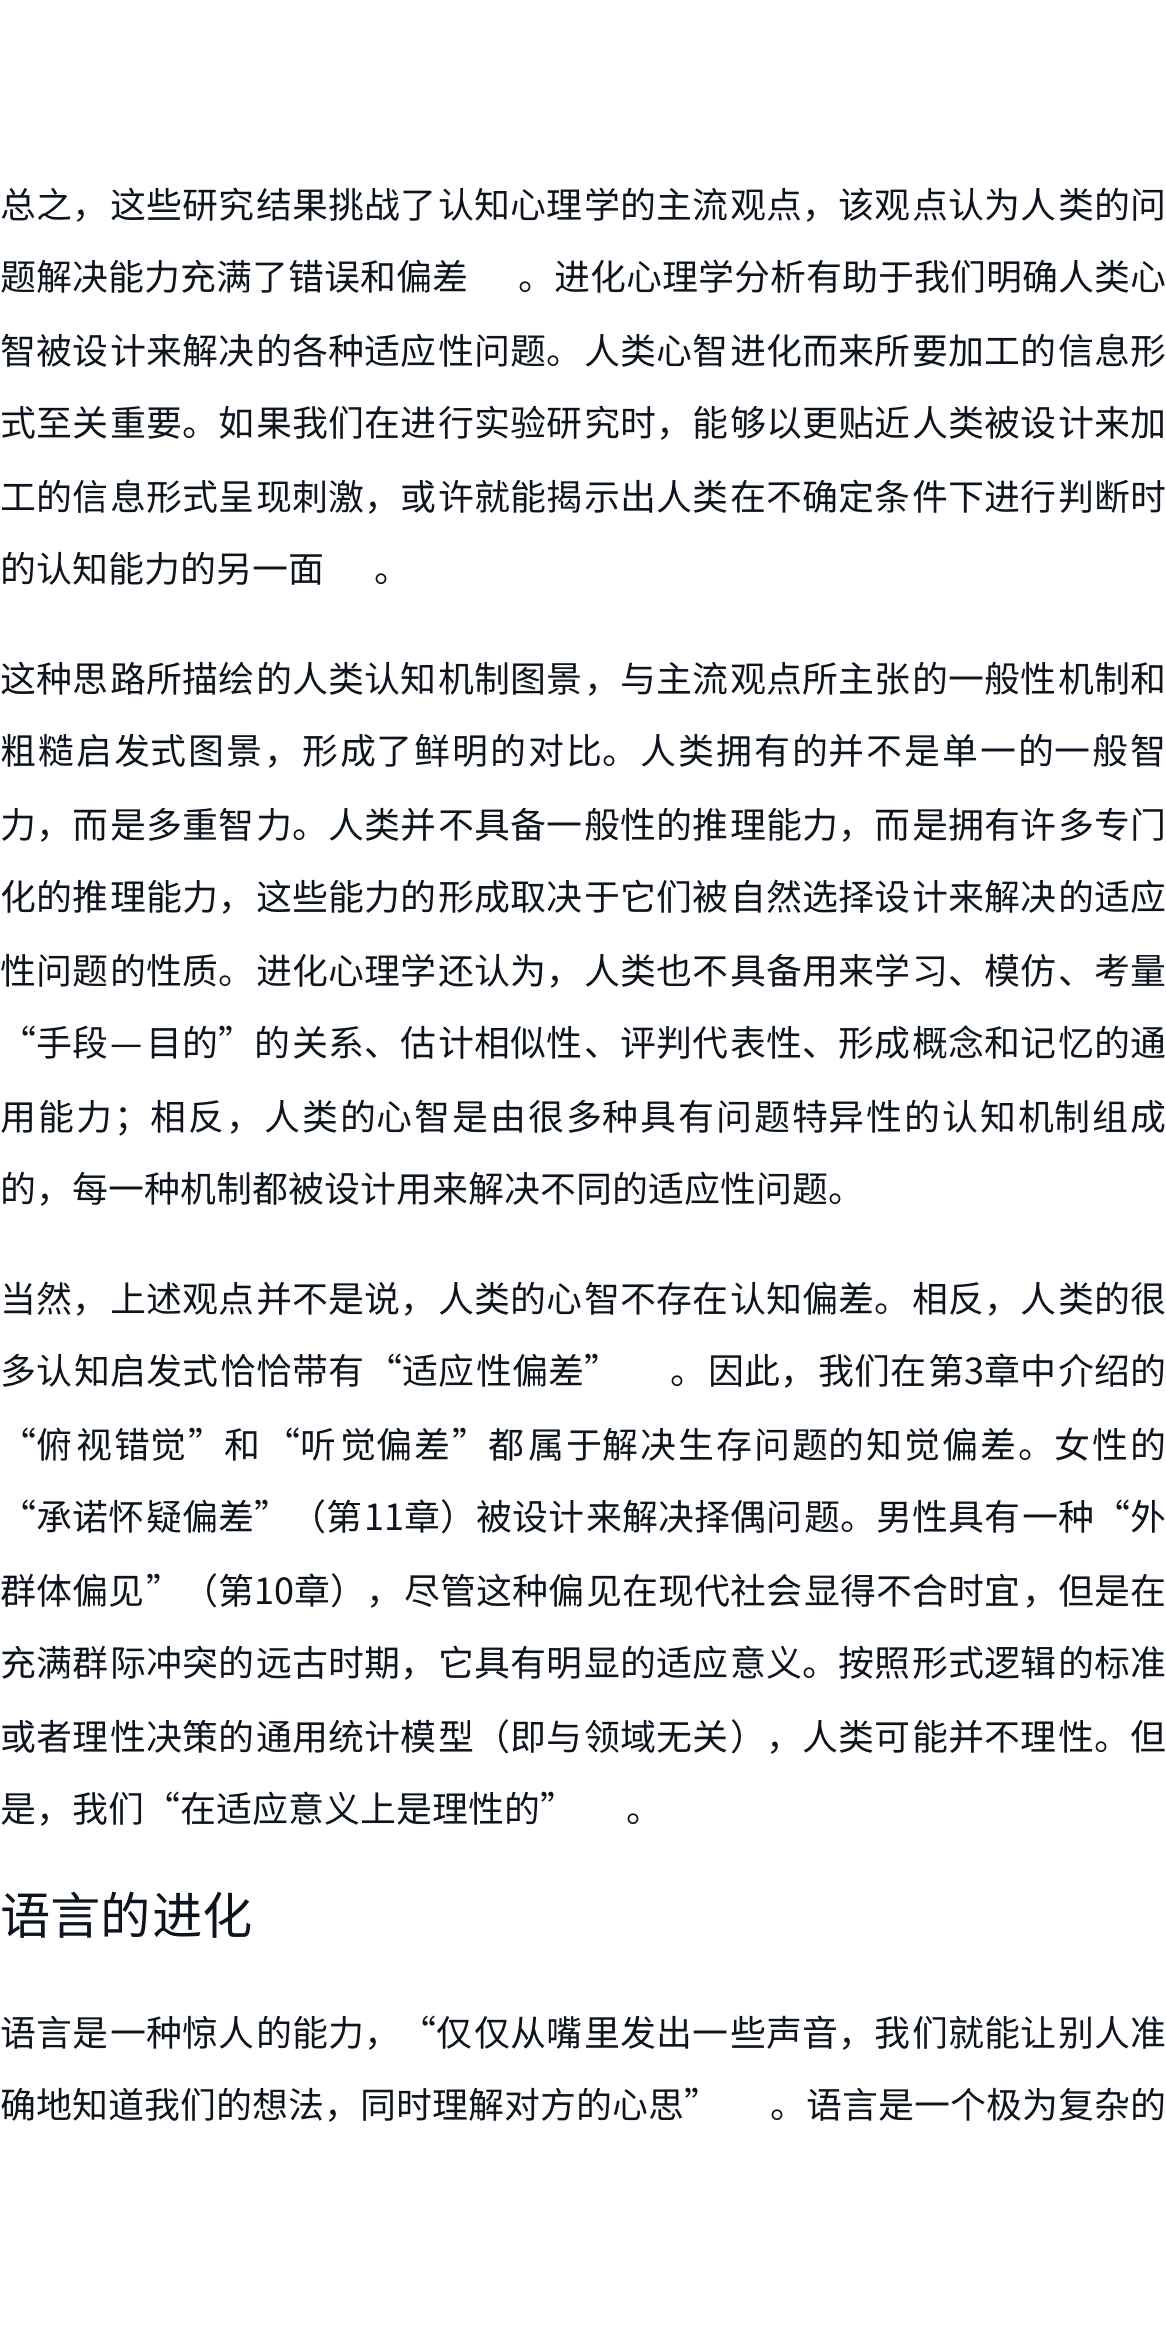 总之，这些研究结果挑战了认知心理学的主流观点，该观点认为人类的问
题解决能力充满了错误和偏差　。进化心理学分析有助于我们明确人类心
智被设计来解决的各种适应性问题。人类心智进化而来所要加工的信息形
式至关重要。如果我们在进行实验研究时，能够以更贴近人类被设计来加
工的信息形式呈现刺激，或许就能揭示出人类在不确定条件下进行判断时
的认知能力的另一面　。
这种思路所描绘的人类认知机制图景，与主流观点所主张的一般性机制和
粗糙启发式图景，形成了鲜明的对比。人类拥有的并不是单一的一般智
力，而是多重智力。人类并不具备一般性的推理能力，而是拥有许多专门
化的推理能力，这些能力的形成取决于它们被自然选择设计来解决的适应
性问题的性质。进化心理学还认为，人类也不具备用来学习、模仿、考量
“手段—目的”的关系、估计相似性、评判代表性、形成概念和记忆的通
用能力；相反，人类的心智是由很多种具有问题特异性的认知机制组成
的，每一种机制都被设计用来解决不同的适应性问题。
当然，上述观点并不是说，人类的心智不存在认知偏差。相反，人类的很
多认知启发式恰恰带有“适应性偏差”　。因此，我们在第3章中介绍的
“俯视错觉”和“听觉偏差”都属于解决生存问题的知觉偏差。女性的
“承诺怀疑偏差”（第11章）被设计来解决择偶问题。男性具有一种“外
群体偏见”（第10章），尽管这种偏见在现代社会显得不合时宜，但是在
充满群际冲突的远古时期，它具有明显的适应意义。按照形式逻辑的标准
或者理性决策的通用统计模型（即与领域无关），人类可能并不理性。但
是，我们“在适应意义上是理性的”　。
语言的进化
语言是一种惊人的能力，“仅仅从嘴里发出一些声音，我们就能让别人准
确地知道我们的想法，同时理解对方的心思”　。语言是一个极为复杂的